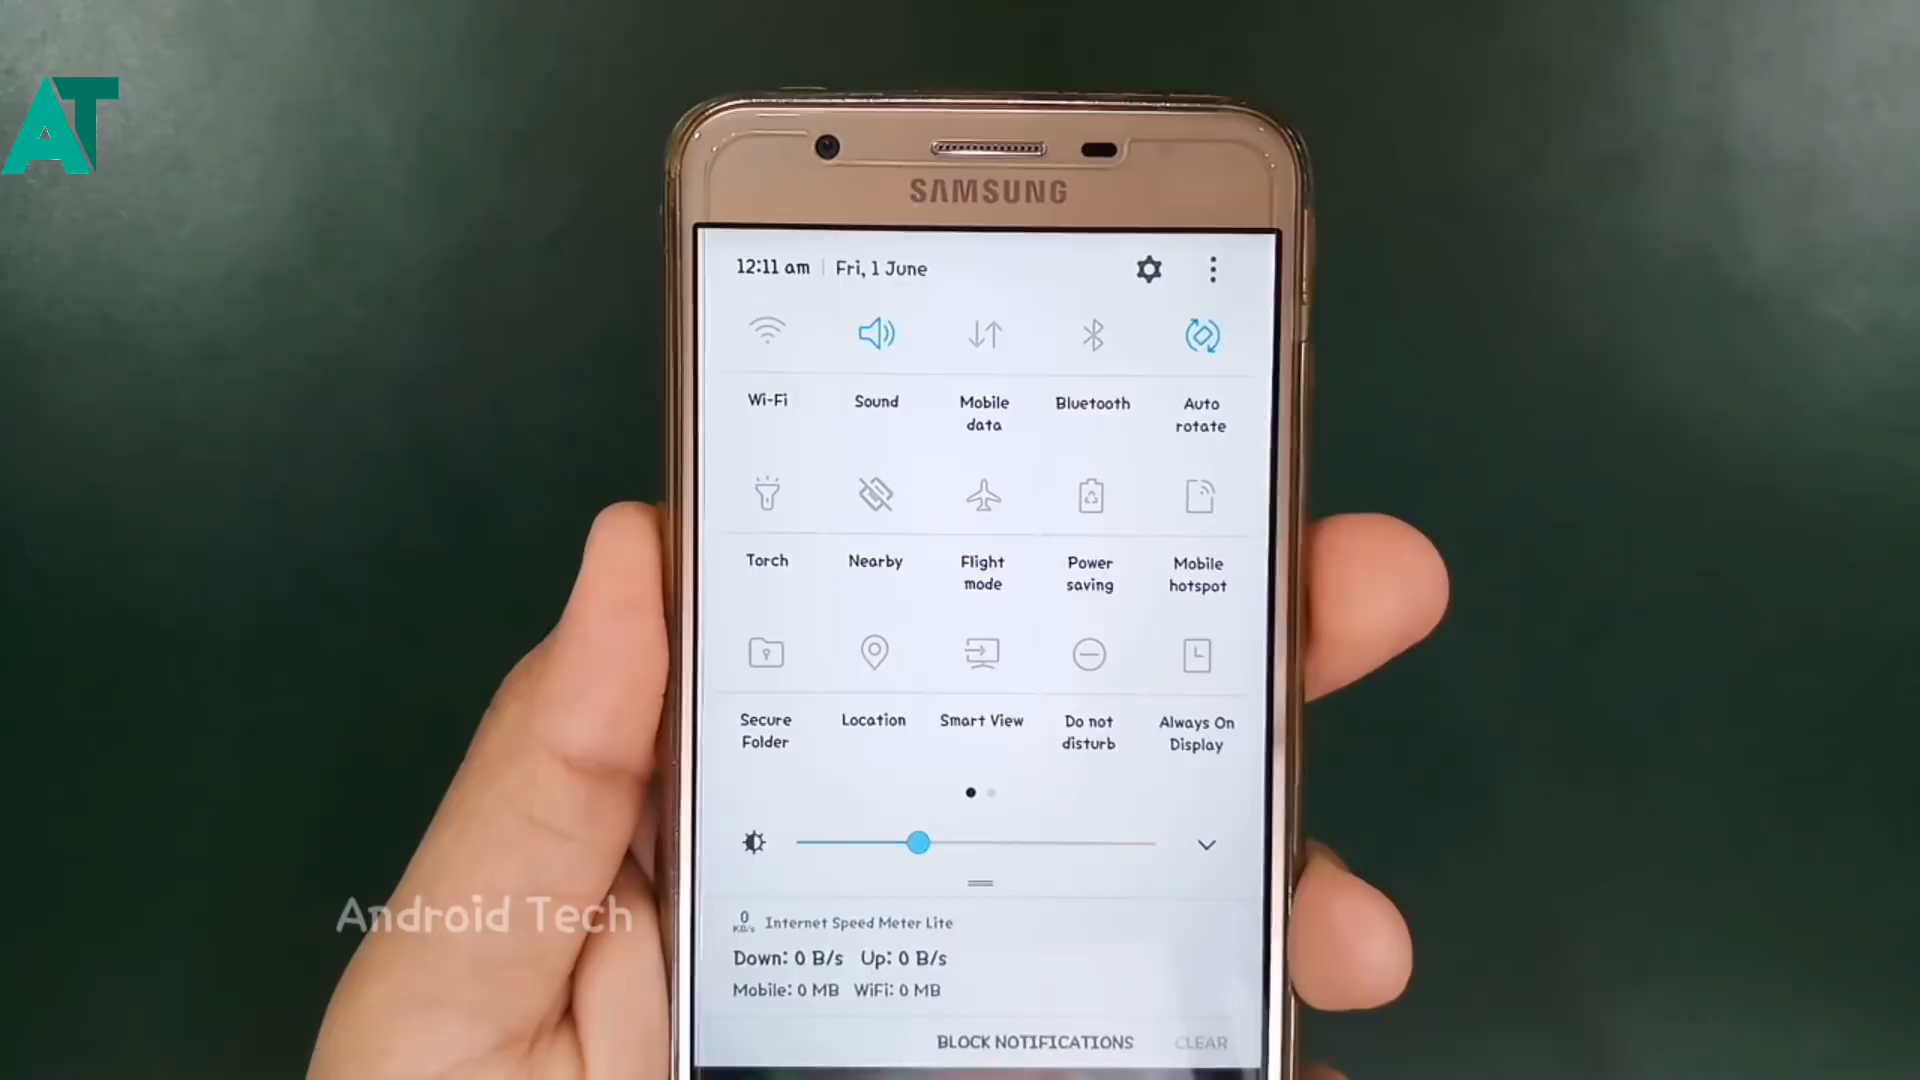 AT
SAMSUNG
12:11 am Fri, 1 June
Wi-Fi Sound Mobile data Bluetooth Auto rotate
Torch Nearby Flight mode Power saving Mobile hotspot
Secure Folder Location Smart View Do not disturb Always On Display
0 KB/s Internet Speed Meter Lite
Down: 0 B/s Up: 0 B/s
Mobile: 0 MB WiFi: 0 MB
BLOCK NOTIFICATIONS CLEAR
Android Tech